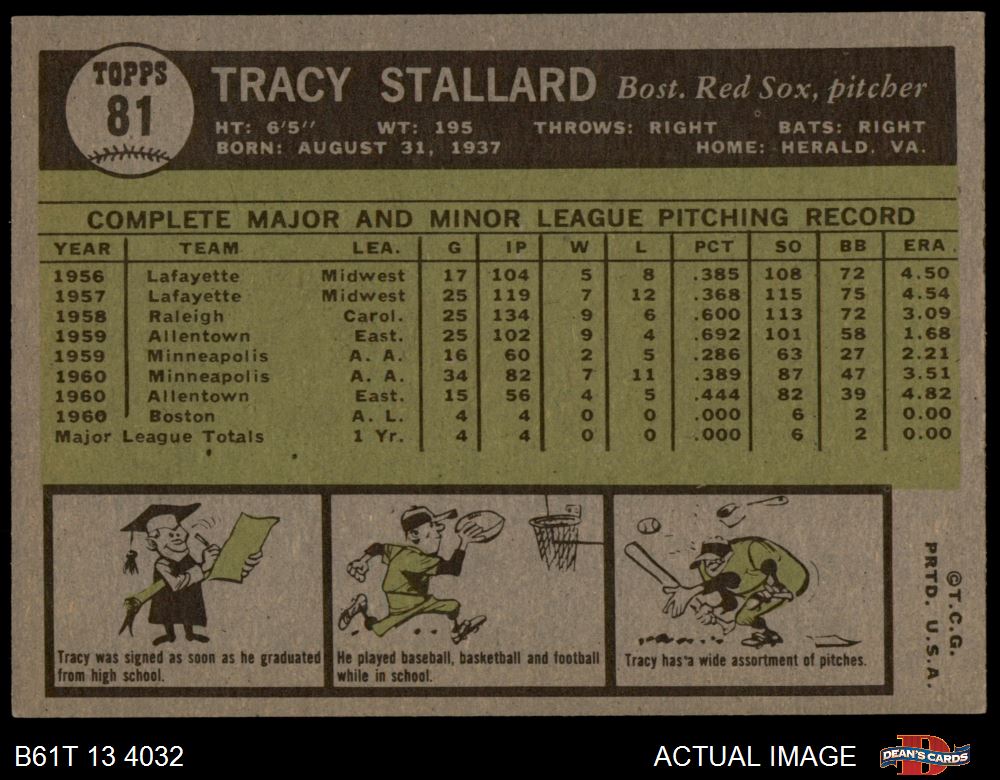 TOPPS
81
TRACY STALLARD Bost. Red Sox, pitcher
HT: 6'5" WT: 195 THROWS: RIGHT BATS: RIGHT
BORN: AUGUST 31, 1937 HOME: HERALD, VA.
COMPLETE MAJOR AND MINOR LEAGUE PITCHING RECORD
YEAR TEAM LEA. G IP W L PCT SO BB ERA
1956 Lafayette Midwest 17 104 5 8 .385 108 72 4.50
1957 Lafayette Midwest 25 119 7 12 .368 115 75 4.54
1958 Raleigh Carol. 25 134 9 6 .600 113 72 3.09
1959 Allentown East. 25 102 9 4 .692 101 58 1.68
1959 Minneapolis A. A. 16 60 2 5 .286 63 27 2.21
1960 Minneapolis A. A. 34 82 7 11 .389 87 47 3.51
1960 Allentown East. 15 56 4 5 .444 82 39 4.82
1960 Boston A. L. 4 4 0 0 .000 6 2 0.00
Major League Totals 1 Yr. 4 4 0 0 .000 6 2 0.00
Tracy was signed as soon as he graduated
from high school.
He played baseball, basketball and football
while in school.
Tracy has a wide assortment of pitches.
©T.C.G.
PRTD. U.S.A.
B61T 13 4032 ACTUAL IMAGE DEAN'S CARDS